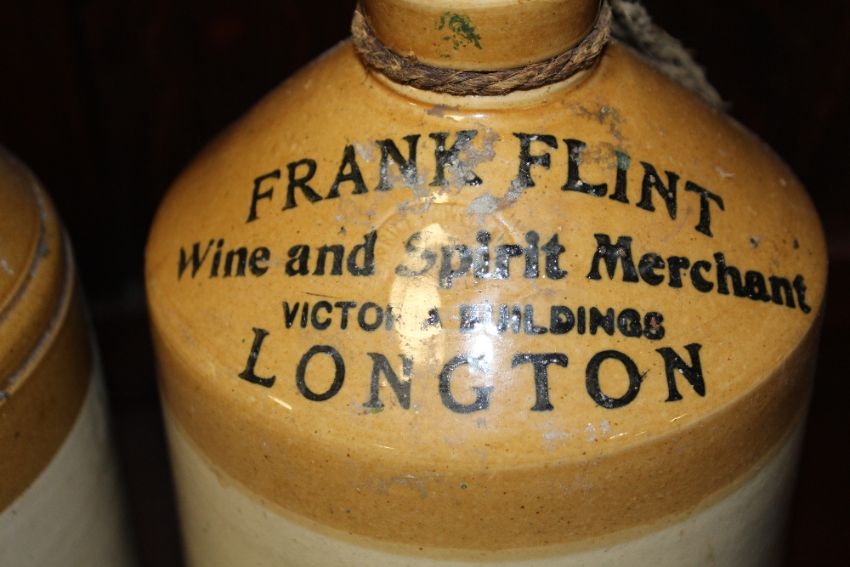 FRANK FLINT
Wine and Spirit Merchant
VICTORIA BUILDINGS
LONGTON